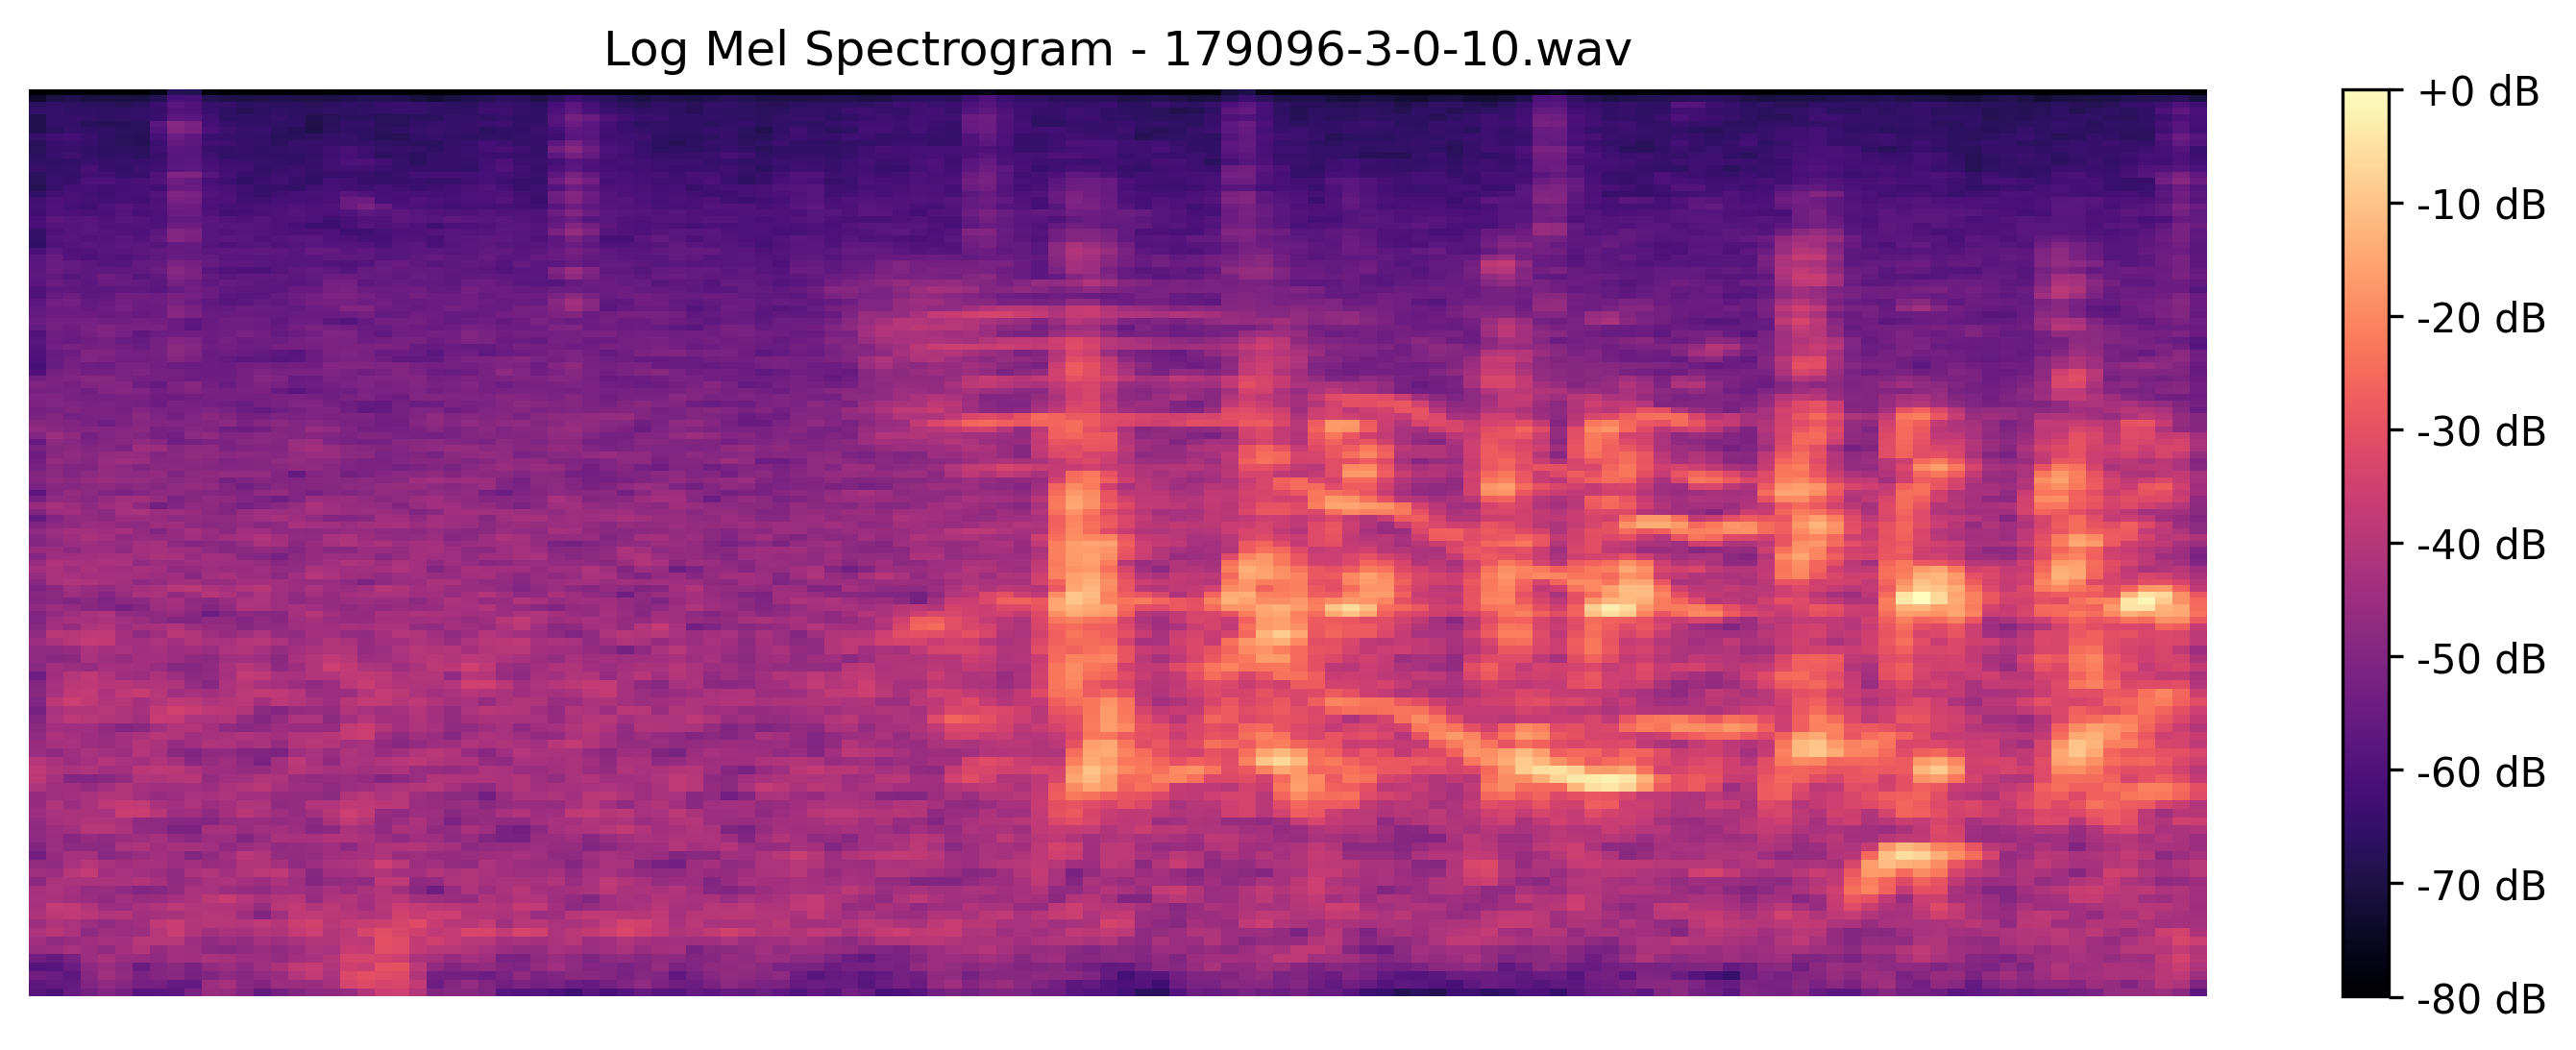 Log Mel Spectrogram - 179096-3-0-10.wav
+0 dB
-10 dB
-20 dB
-30 dB
-40 dB
-50 dB
-60 dB
-70 dB
-80 dB